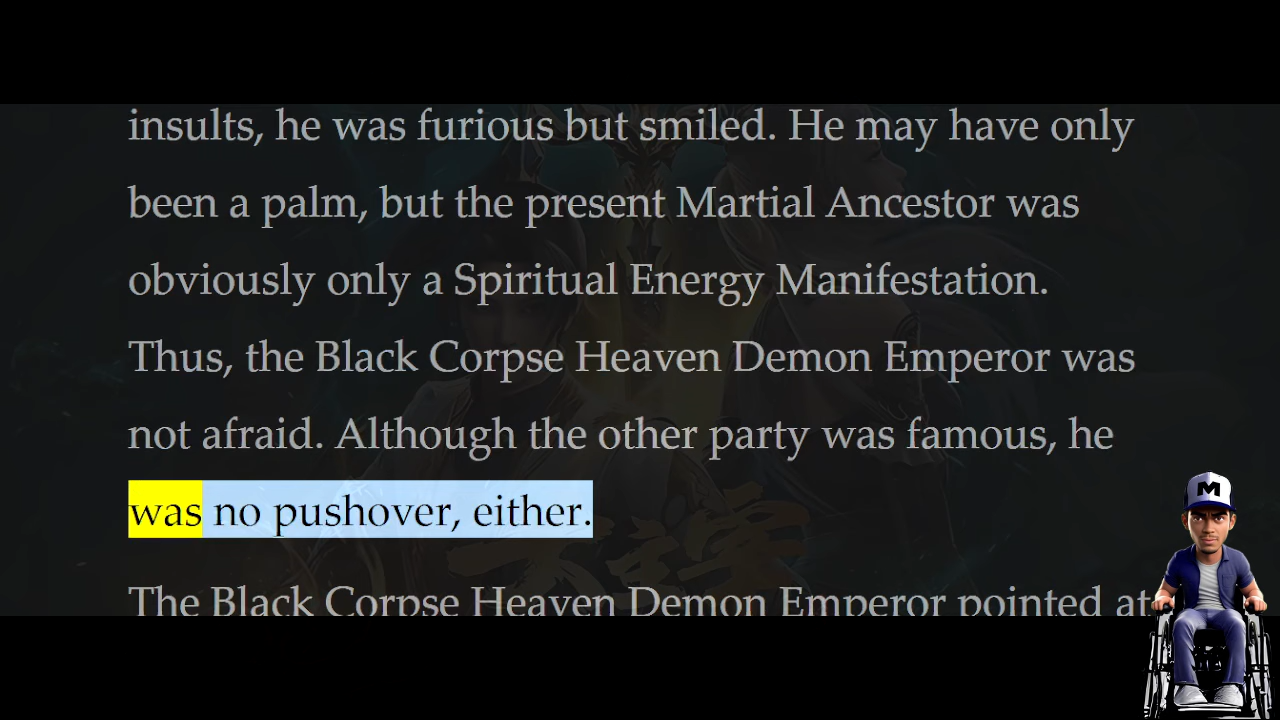 insults, he was furious but smiled. He may have only
been a palm, but the present Martial Ancestor was
obviously only a Spiritual Energy Manifestation.
Thus, the Black Corpse Heaven Demon Emperor was
not afraid. Although the other party was famous, he
was no pushover, either.
The Black Corpse Heaven Demon Emperor pointed at
M